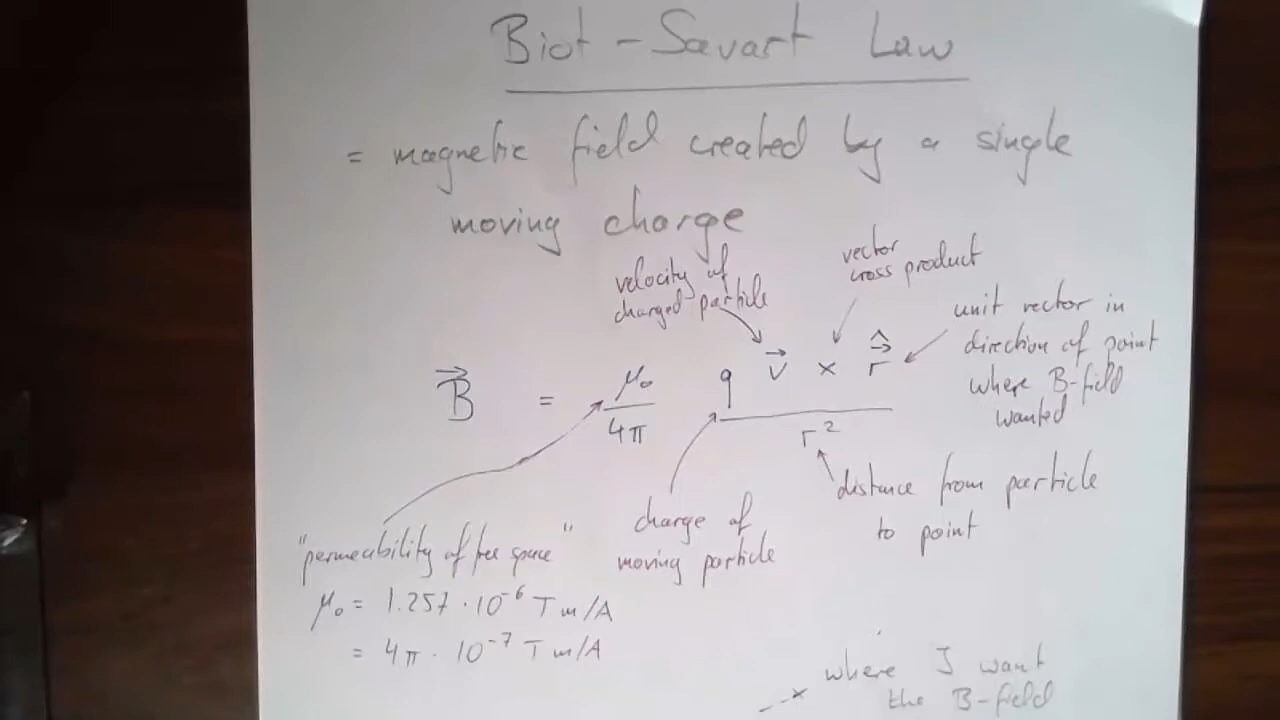 Biot - Savart Law
= magnetic field created by a single
moving charge
velocity of
charged particle
vector
cross product
unit vector in
direction of point
where B-field
wanted
B⃗ = μ₀/4π q v⃗ × r̂⃗ / r²
distance from particle
to point
charge of
moving particle
"permeability of free space"
μ₀ = 1.257 · 10⁻⁶ Tm/A
= 4π · 10⁻⁷ Tm/A
where I want
the B-field